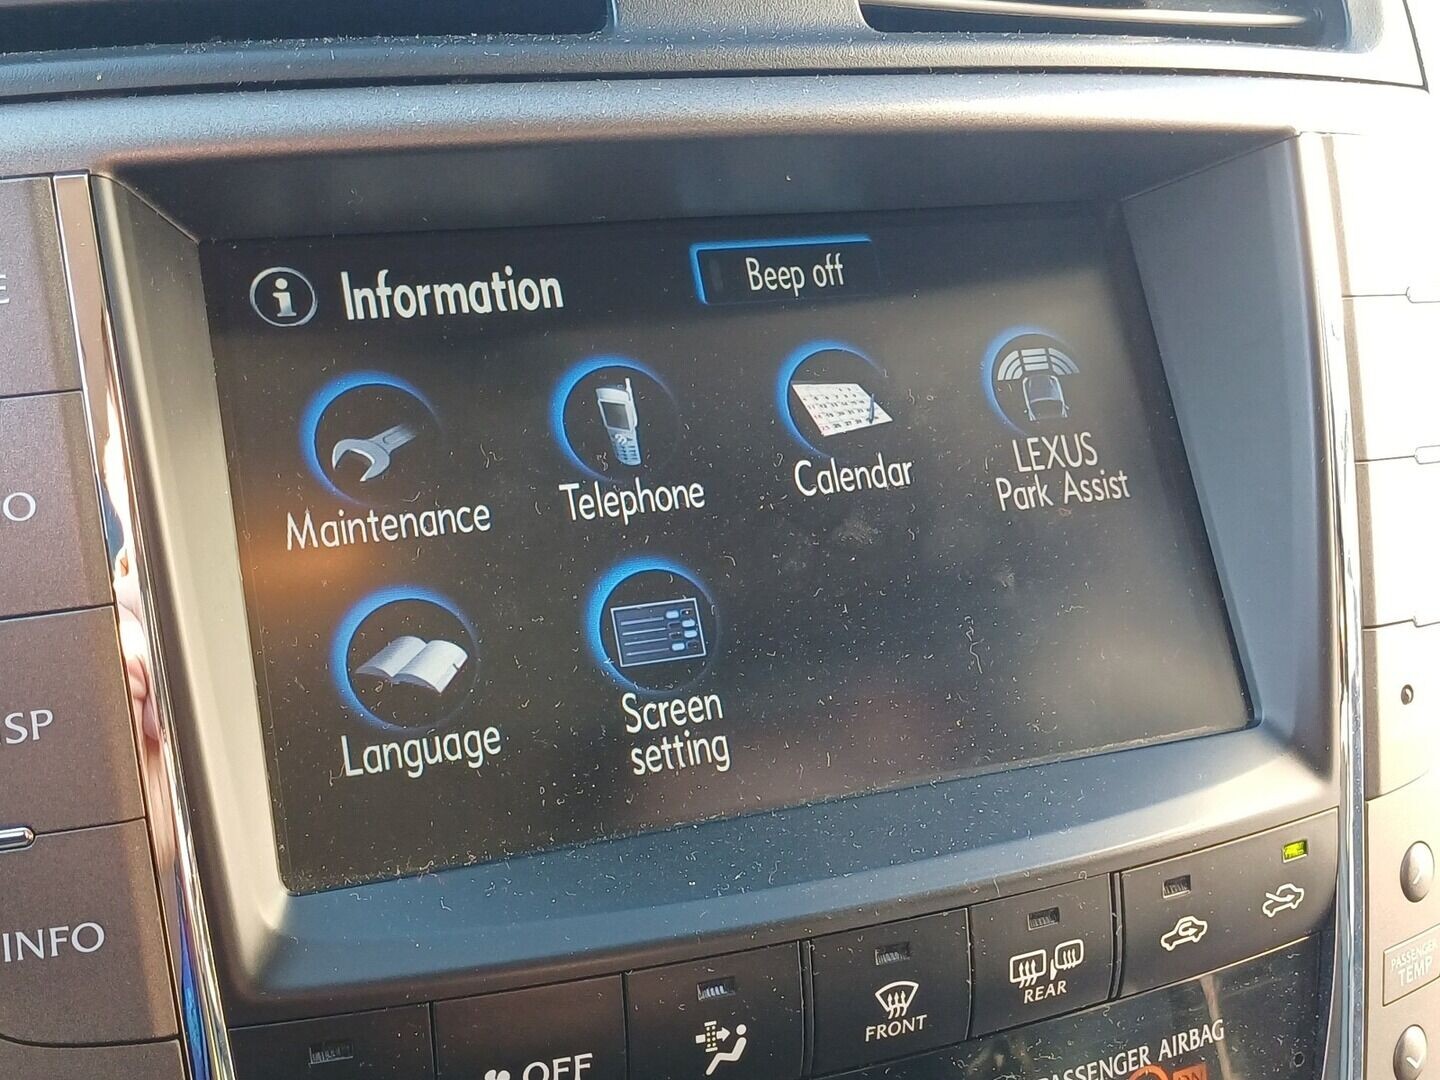 Information
Beep off
Maintenance
Telephone
Calendar
LEXUS
Park Assist
Language
Screen
setting
INFO
OFF
FRONT
REAR
PASSENGER
TEMP
PASSENGER AIRBAG